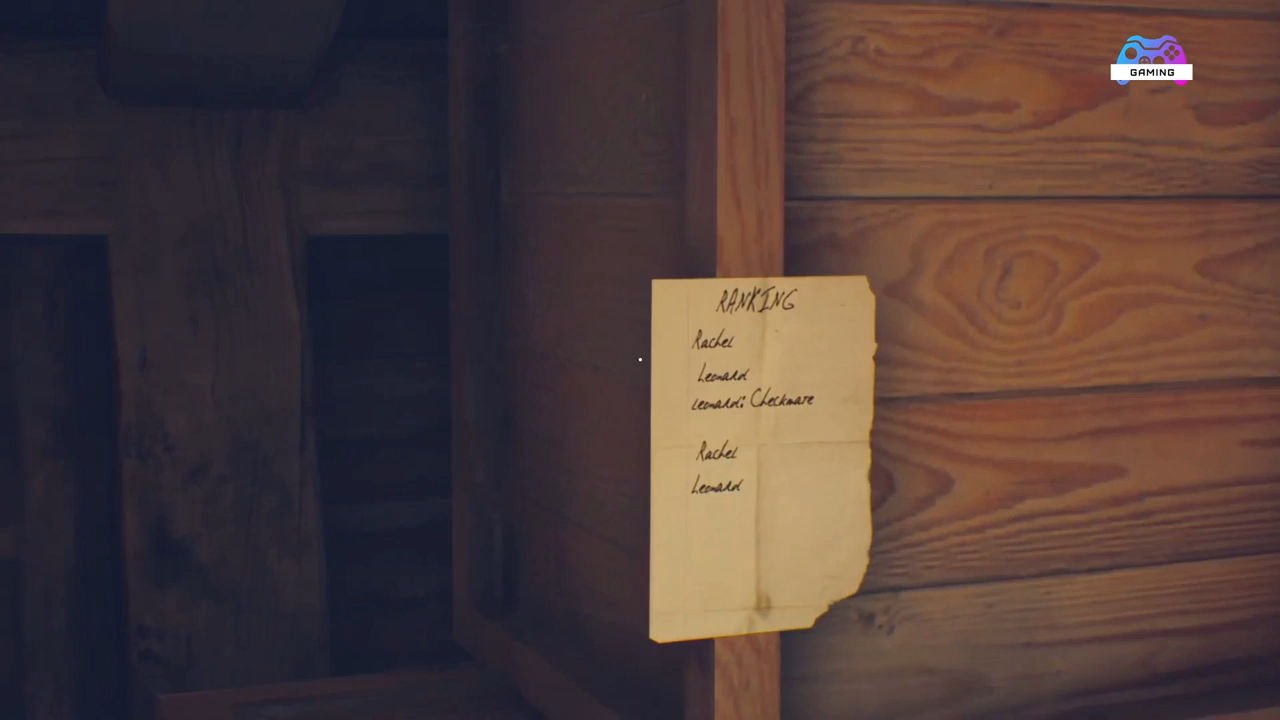 GAMING
RANKING
Rachel
Leonard
Leonard: Checkmate
Rachel
Leonard